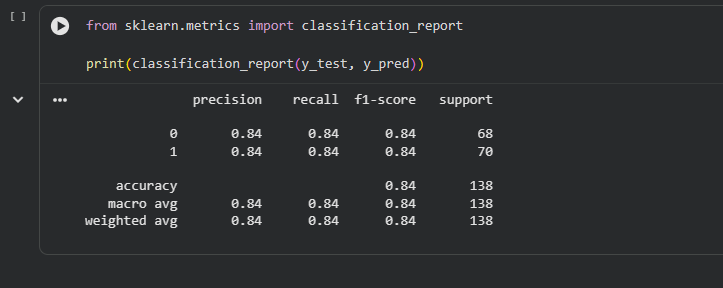 [ ]
from sklearn.metrics import classification_report
print(classification_report(y_test, y_pred))
precision recall f1-score support
0 0.84 0.84 0.84 68
1 0.84 0.84 0.84 70
accuracy 0.84 138
macro avg 0.84 0.84 0.84 138
weighted avg 0.84 0.84 0.84 138